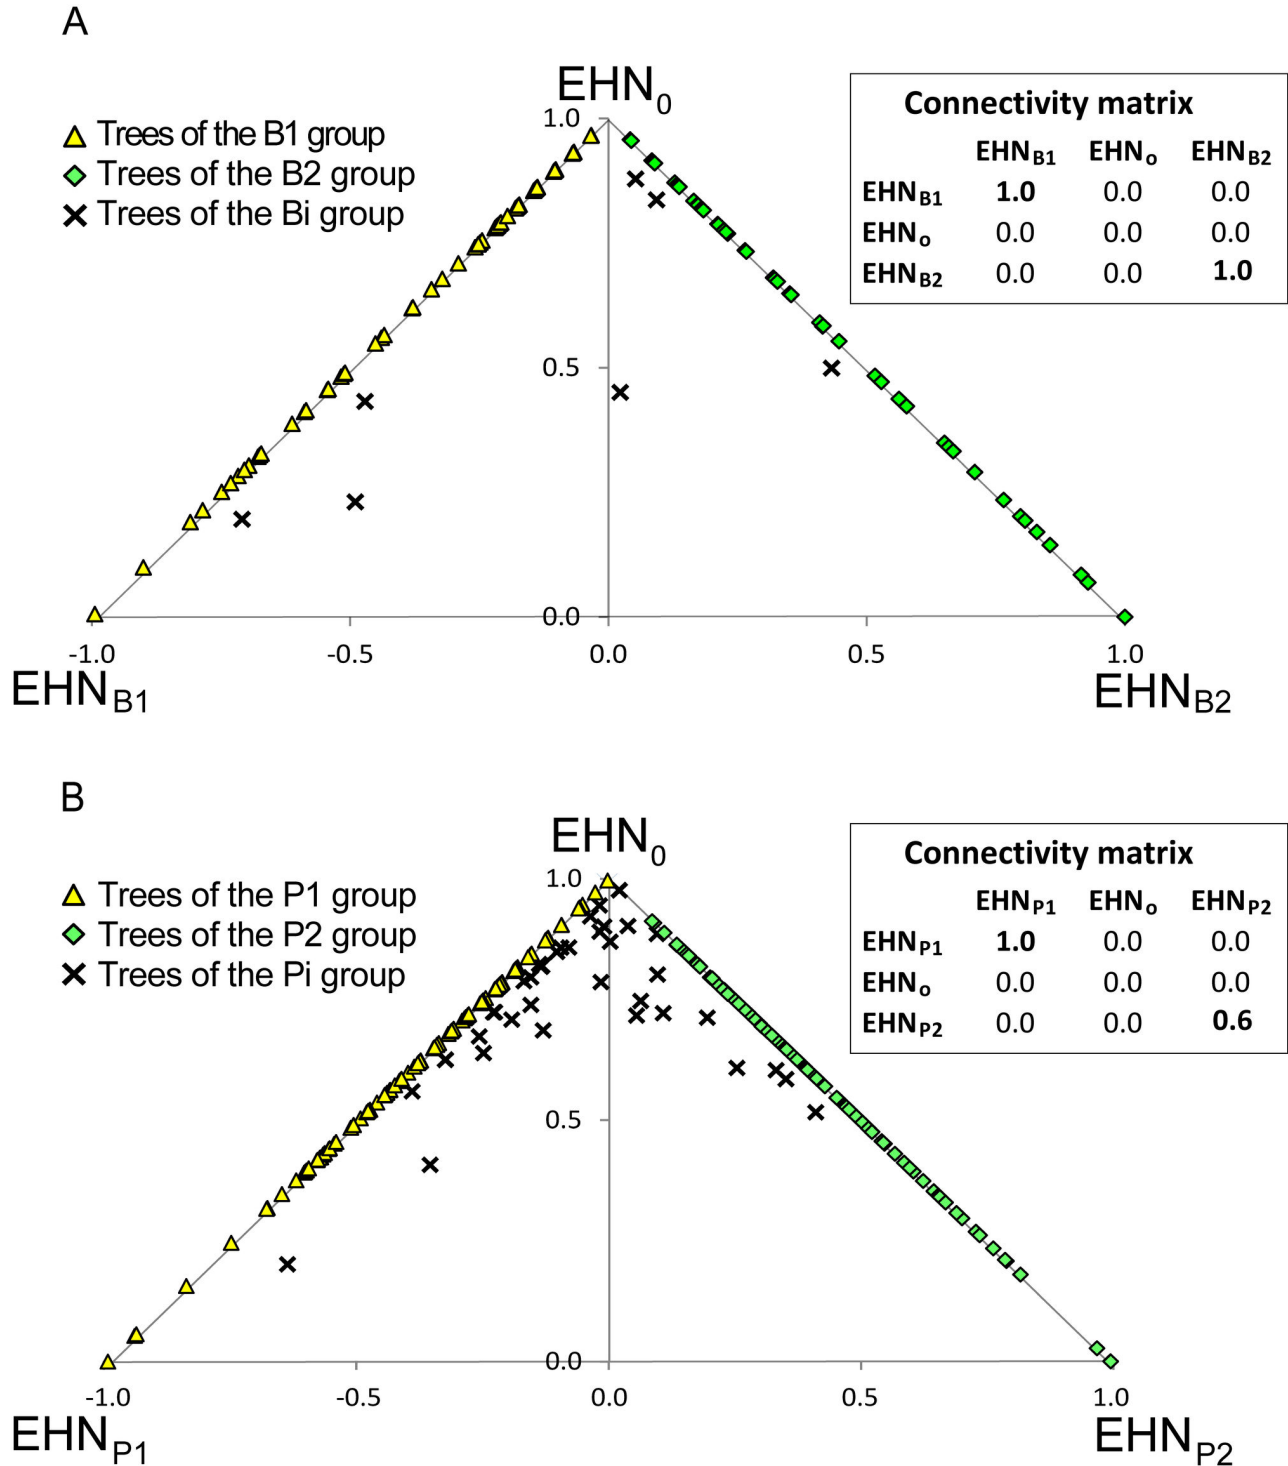 A
EHN0
Trees of the B1 group
Trees of the B2 group
Trees of the Bi group
Connectivity matrix
EHNB1 EHNo EHNB2
EHNB1 1.0 0.0 0.0
EHNo 0.0 0.0 0.0
EHNB2 0.0 0.0 1.0
1.0
0.5
0.0
-1.0 -0.5 0.0 0.5 1.0
EHNB1 EHNB2
B
EHN0
Trees of the P1 group
Trees of the P2 group
Trees of the Pi group
Connectivity matrix
EHNP1 EHNo EHNP2
EHNP1 1.0 0.0 0.0
EHNo 0.0 0.0 0.0
EHNP2 0.0 0.0 0.6
1.0
0.5
0.0
-1.0 -0.5 0.0 0.5 1.0
EHNP1 EHNP2